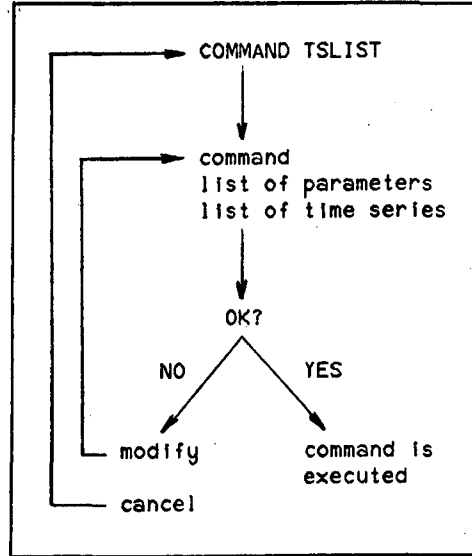 COMMAND TSLIST
command
list of parameters
list of time series
OK?
NO YES
modify command is
executed
cancel